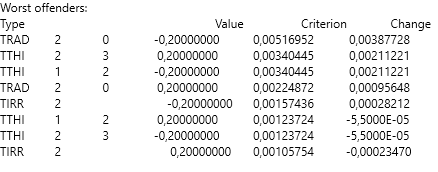 Worst offenders:
Type Value Criterion Change
TRAD 2 0 -0,20000000 0,00516952 0,00387728
TTHI 2 3 0,20000000 0,00340445 0,00211221
TTHI 1 2 -0,20000000 0,00340445 0,00211221
TRAD 2 0 0,20000000 0,00224872 0,00095648
TIRR 2 -0,20000000 0,00157436 0,00028212
TTHI 1 2 0,20000000 0,00123724 -5,5000E-05
TTHI 2 3 -0,20000000 0,00123724 -5,5000E-05
TIRR 2 0,20000000 0,00105754 -0,00023470